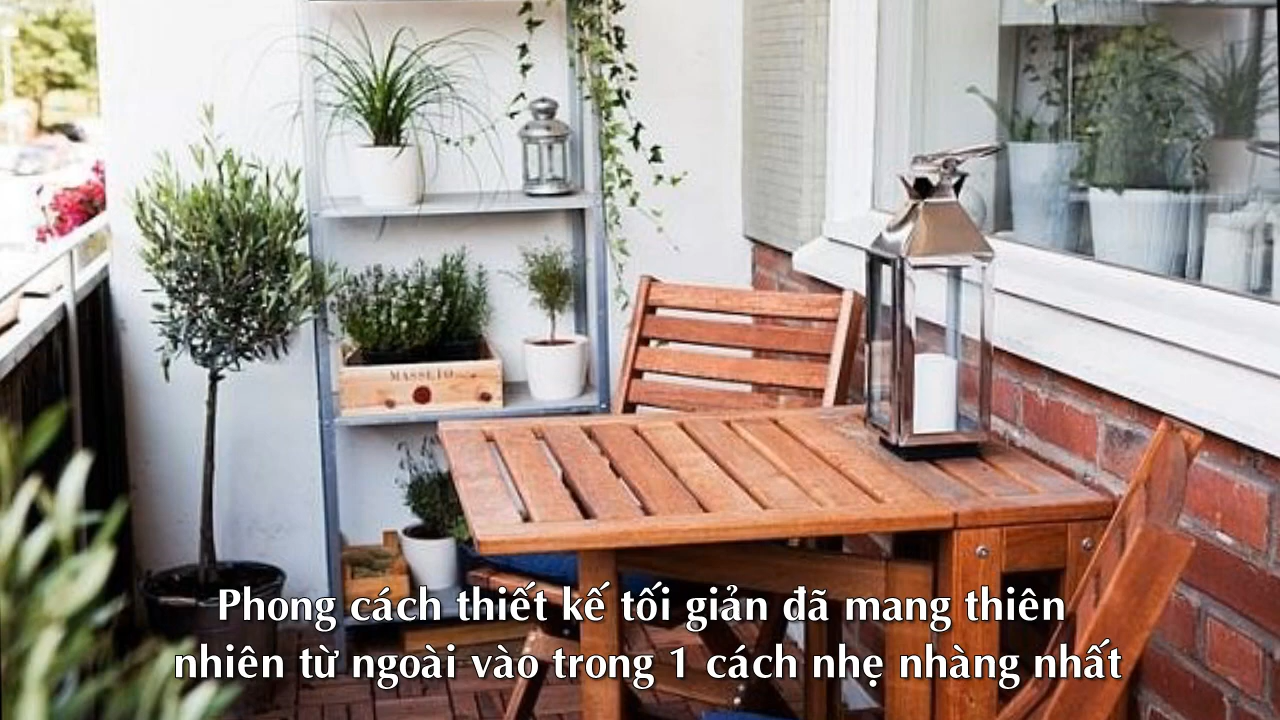 MASSETO
Phong cách thiết kế tối giản đã mang thiên
nhiên từ ngoài vào trong 1 cách nhẹ nhàng nhất